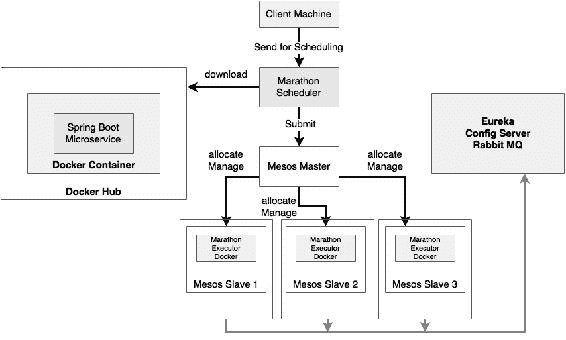 Client Machine
Send for Scheduling
download
Marathon
Scheduler
Spring Boot
Microservice
Docker Container
Docker Hub
Submit
Eureka
Config Server
Rabbit MQ
allocate
Manage
Mesos Master
allocate
Manage
allocate
Manage
Marathon
Executor
Docker
Mesos Slave 1
Marathon
Executor
Docker
Mesos Slave 2
Marathon
Executor
Docker
Mesos Slave 3